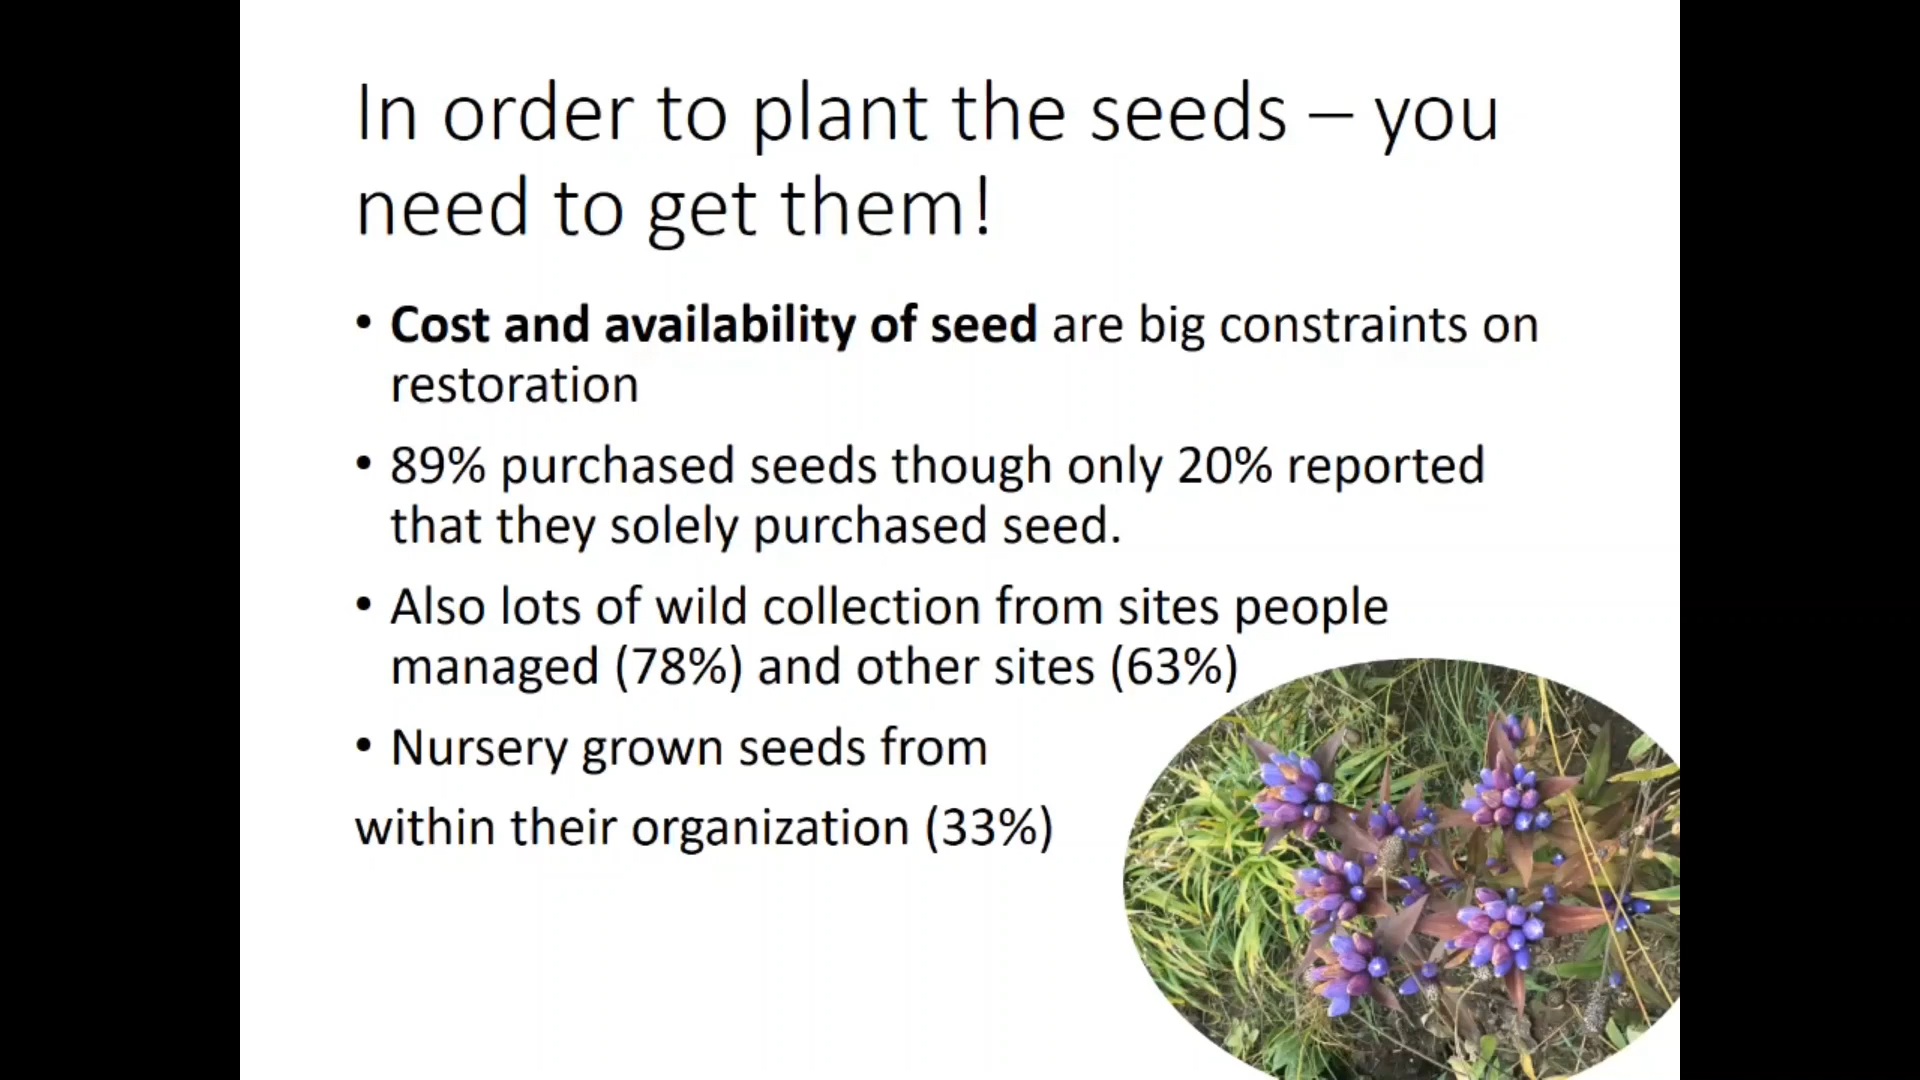 In order to plant the seeds – you
need to get them!
• Cost and availability of seed are big constraints on
restoration
• 89% purchased seeds though only 20% reported
that they solely purchased seed.
• Also lots of wild collection from sites people
managed (78%) and other sites (63%)
• Nursery grown seeds from
within their organization (33%)